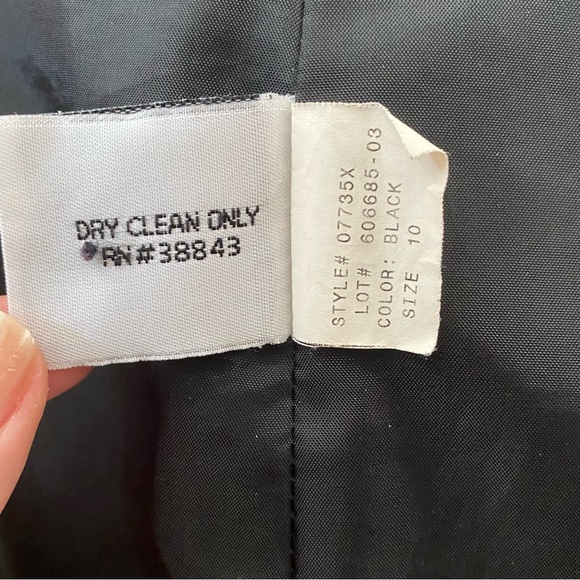 DRY CLEAN ONLY
RN#38843
STYLE# 07735X
LOT# 606685-03
COLOR: BLACK
SIZE 10